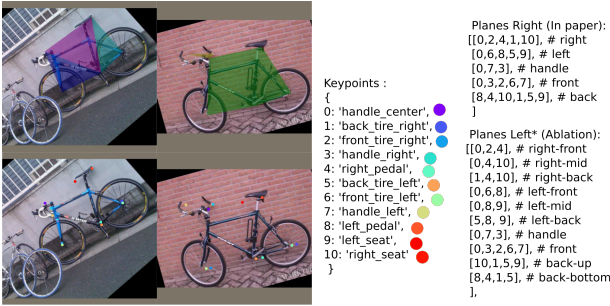 Keypoints :
{
0: 'handle_center',
1: 'back_tire_right',
2: 'front_tire_right',
3: 'handle_right',
4: 'right_pedal',
5: 'back_tire_left',
6: 'front_tire_left',
7: 'handle_left',
8: 'left_pedal',
9: 'left_seat',
10: 'right_seat'
}
Planes Right (In paper):
[[0,2,4,1,10], # right
[0,6,8,5,9], # left
[0,7,3], # handle
[0,3,2,6,7], # front
[8,4,10,1,5,9], # back
]
Planes Left* (Ablation):
[[0,2,4], # right-front
[0,4,10], # right-mid
[1,4,10], # right-back
[0,6,8], # left-front
[0,8,9], # left-mid
[5,8, 9], # left-back
[0,7,3], # handle
[0,3,2,6,7], # front
[10,1,5,9], # back-up
[8,4,1,5], # back-bottom
],